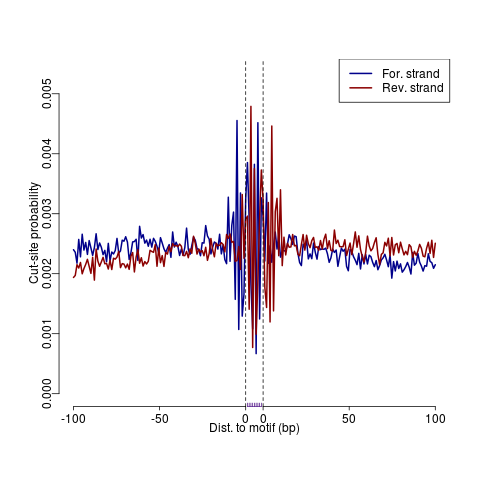 For. strand
Rev. strand
Cut-site probability
0.005
0.004
0.003
0.002
0.001
0.000
-100 -50 0 0 50 100
Dist. to motif (bp)